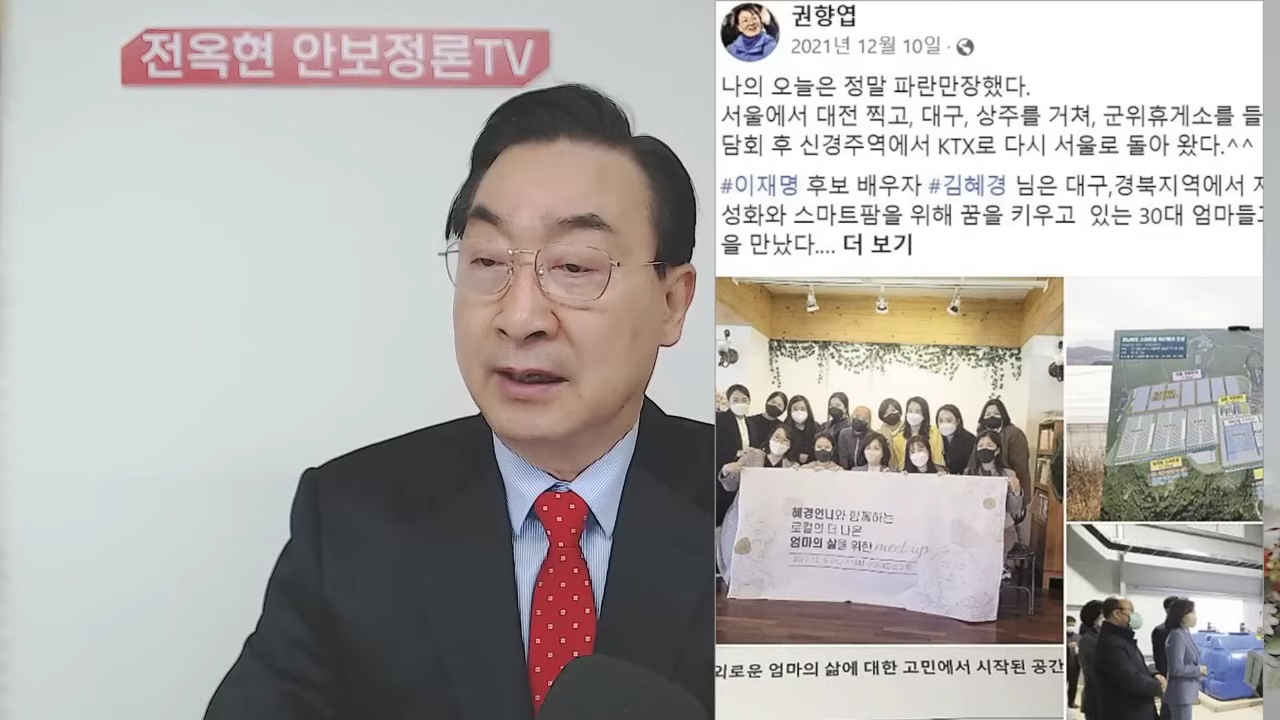 전옥현 안보정론TV
권향엽
2021년 12월 10일
나의 오늘은 정말 파란만장했다.
서울에서 대전 찍고, 대구, 상주를 거쳐, 군위휴게소를 들
담회 후 신경주역에서 KTX로 다시 서울로 돌아 왔다.^^
#이재명 후보 배우자 #김혜경 님은 대구,경북지역에서
성화와 스마트팜을 위해 꿈을 키우고 있는 30대 엄마들
을 만났다.... 더 보기
혜경언니와 함께하는
로컬의 더 나은
엄마의 삶을 위한 meet up
외로운 엄마의 삶에 대한 고민에서 시작된 공간